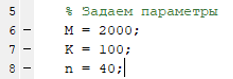 5 % Задаем параметры
6 – M = 2000;
7 – K = 100;
8 – n = 40;